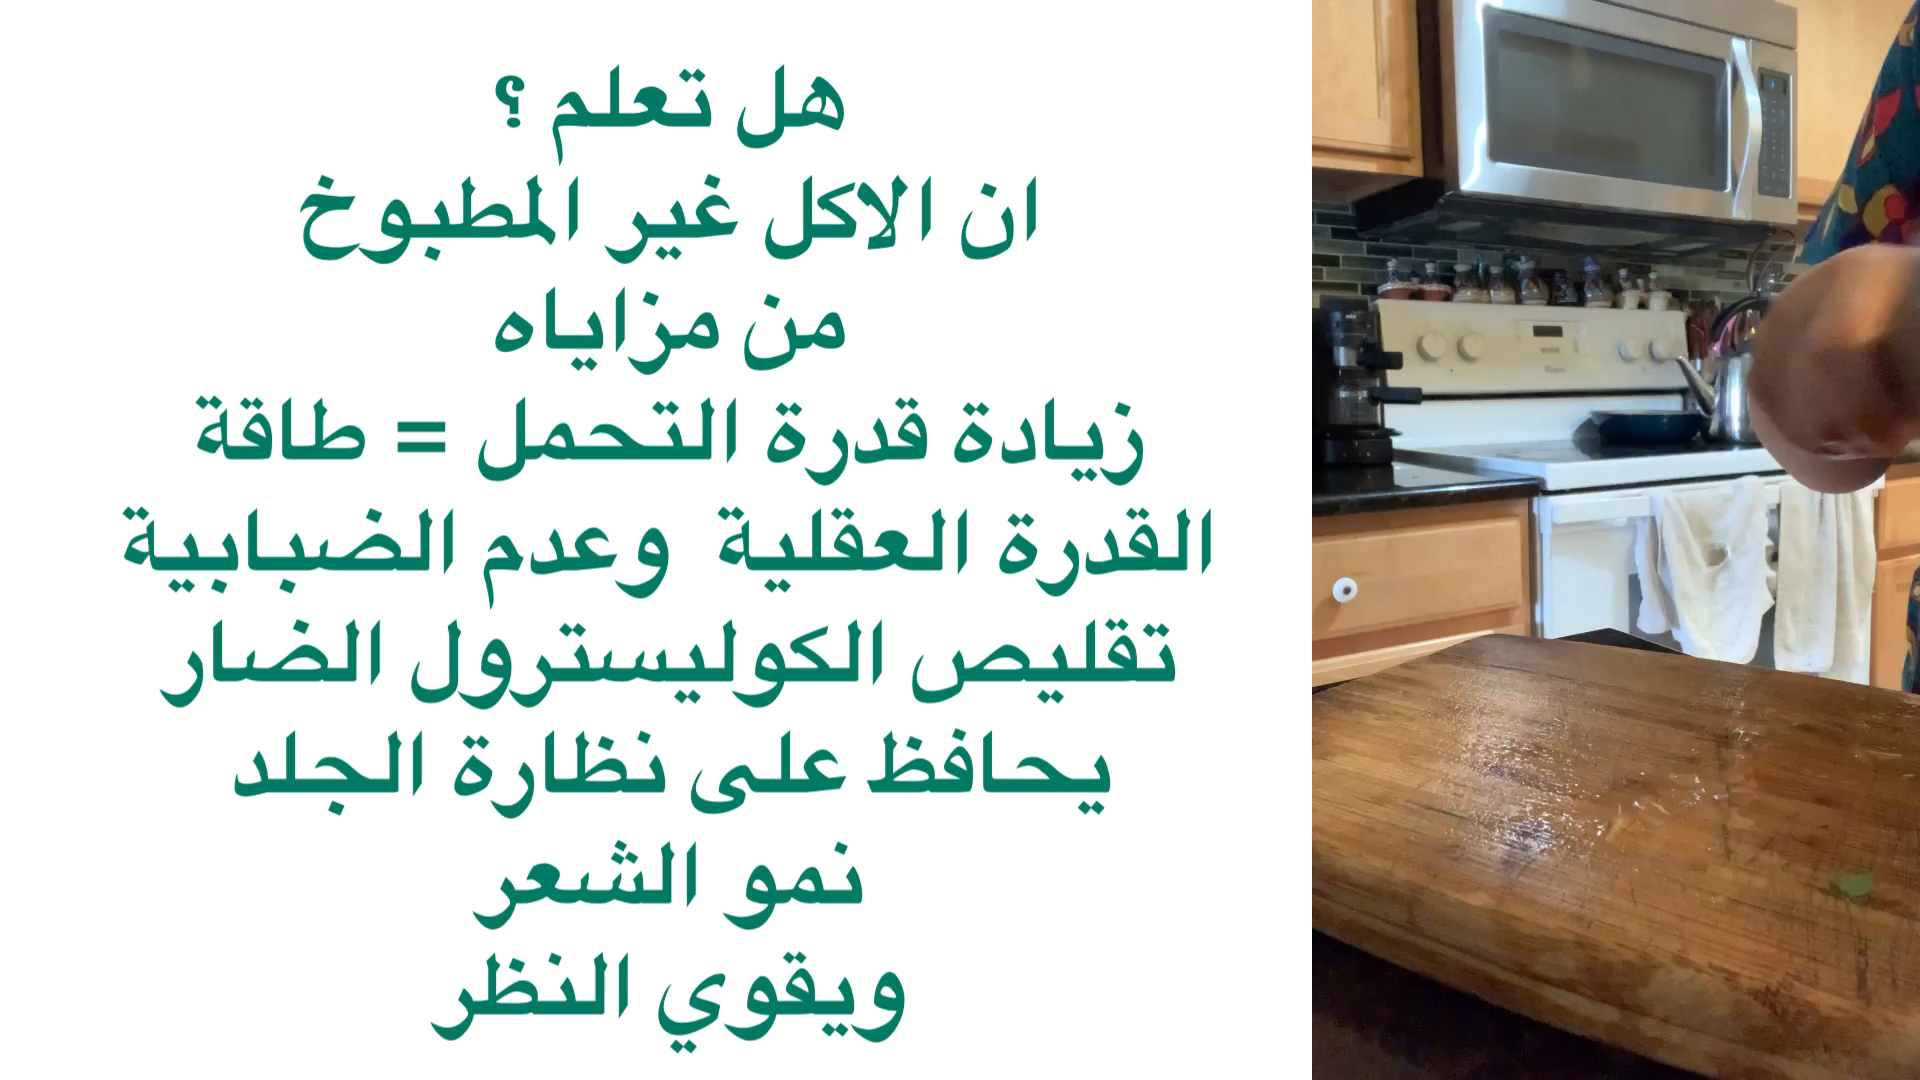 هل تعلم ؟
ان الاكل غير المطبوخ
من مزاياه
زيادة قدرة التحمل = طاقة
القدرة العقلية  وعدم الضبابية
تقليص الكوليسترول الضار
يحافظ على نظارة الجلد
نمو الشعر
ويقوي النظر